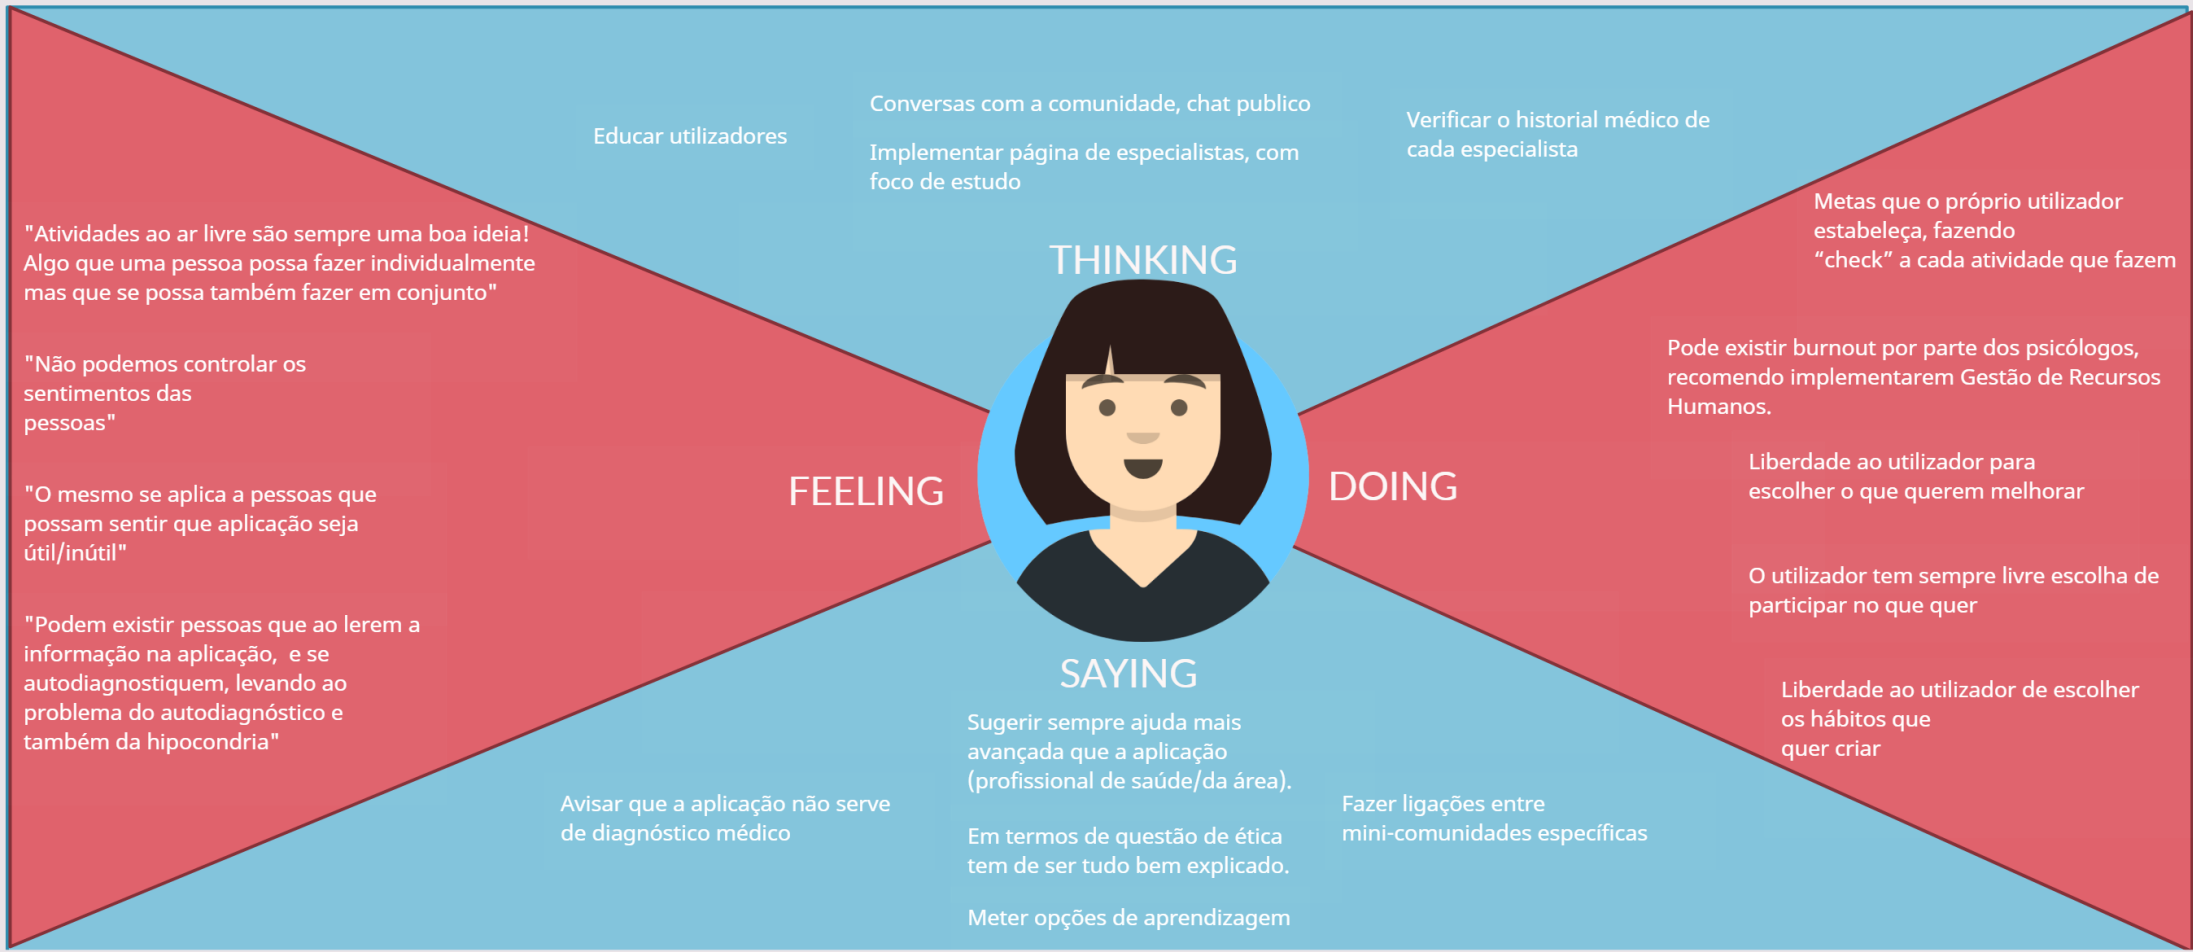 Educar utilizadores
Conversas com a comunidade, chat publico
Implementar página de especialistas, com
foco de estudo
Verificar o historial médico de
cada especialista
THINKING
"Atividades ao ar livre são sempre uma boa ideia!
Algo que uma pessoa possa fazer individualmente
mas que se possa também fazer em conjunto"
"Não podemos controlar os
sentimentos das
pessoas"
"O mesmo se aplica a pessoas que
possam sentir que aplicação seja
útil/inútil"
"Podem existir pessoas que ao lerem a
informação na aplicação,  e se
autodiagnostiquem, levando ao
problema do autodiagnóstico e
também da hipocondria"
FEELING
DOING
Metas que o próprio utilizador
estabeleça, fazendo
“check” a cada atividade que fazem
Pode existir burnout por parte dos psicólogos,
recomendo implementarem Gestão de Recursos
Humanos.
Liberdade ao utilizador para
escolher o que querem melhorar
O utilizador tem sempre livre escolha de
participar no que quer
Liberdade ao utilizador de escolher
os hábitos que
quer criar
SAYING
Avisar que a aplicação não serve
de diagnóstico médico
Sugerir sempre ajuda mais
avançada que a aplicação
(profissional de saúde/da área).
Em termos de questão de ética
tem de ser tudo bem explicado.
Meter opções de aprendizagem
Fazer ligações entre
mini-comunidades específicas